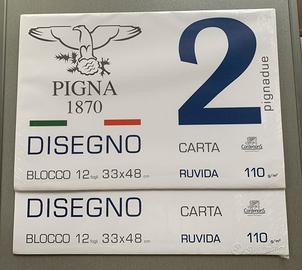 PIGNA
1870
2
pignadue
DISEGNO
CARTA
BLOCCO 12 fogli 33x48 cm
RUVIDA 110 g/m²
DISEGNO
CARTA
BLOCCO 12 fogli 33x48 cm
RUVIDA 110 g/m²